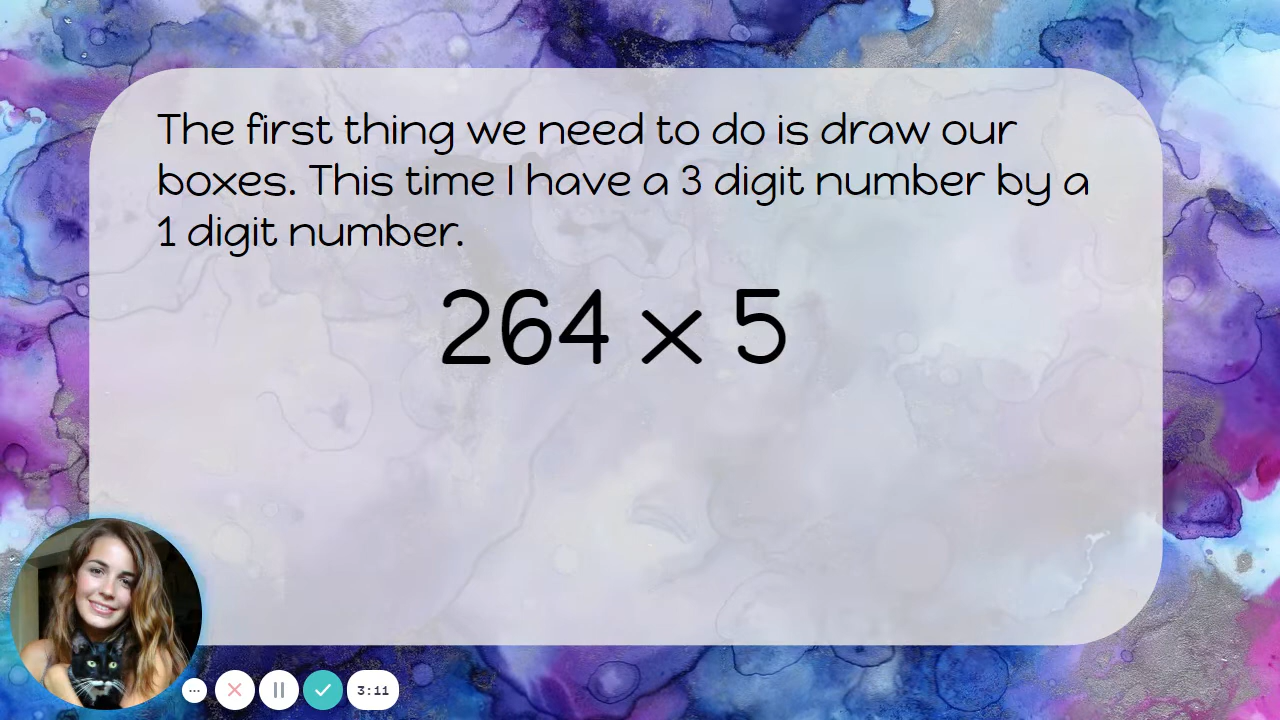 The first thing we need to do is draw our
boxes. This time I have a 3 digit number by a
1 digit number.
264 x 5
3:11